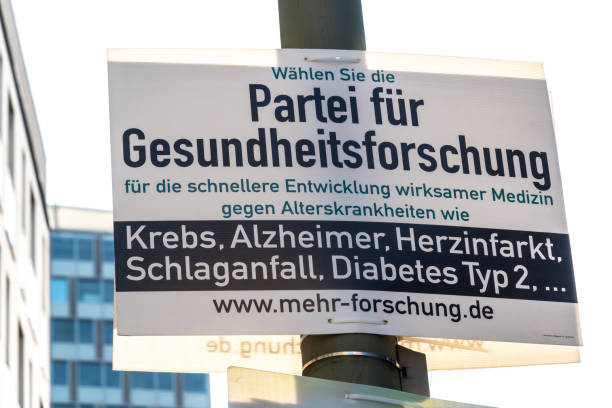 Wählen Sie die
Partei für
Gesundheitsforschung
für die schnellere Entwicklung wirksamer Medizin
gegen Alterskrankheiten wie
Krebs, Alzheimer, Herzinfarkt,
Schlaganfall, Diabetes Typ 2, ...
www.mehr-forschung.de